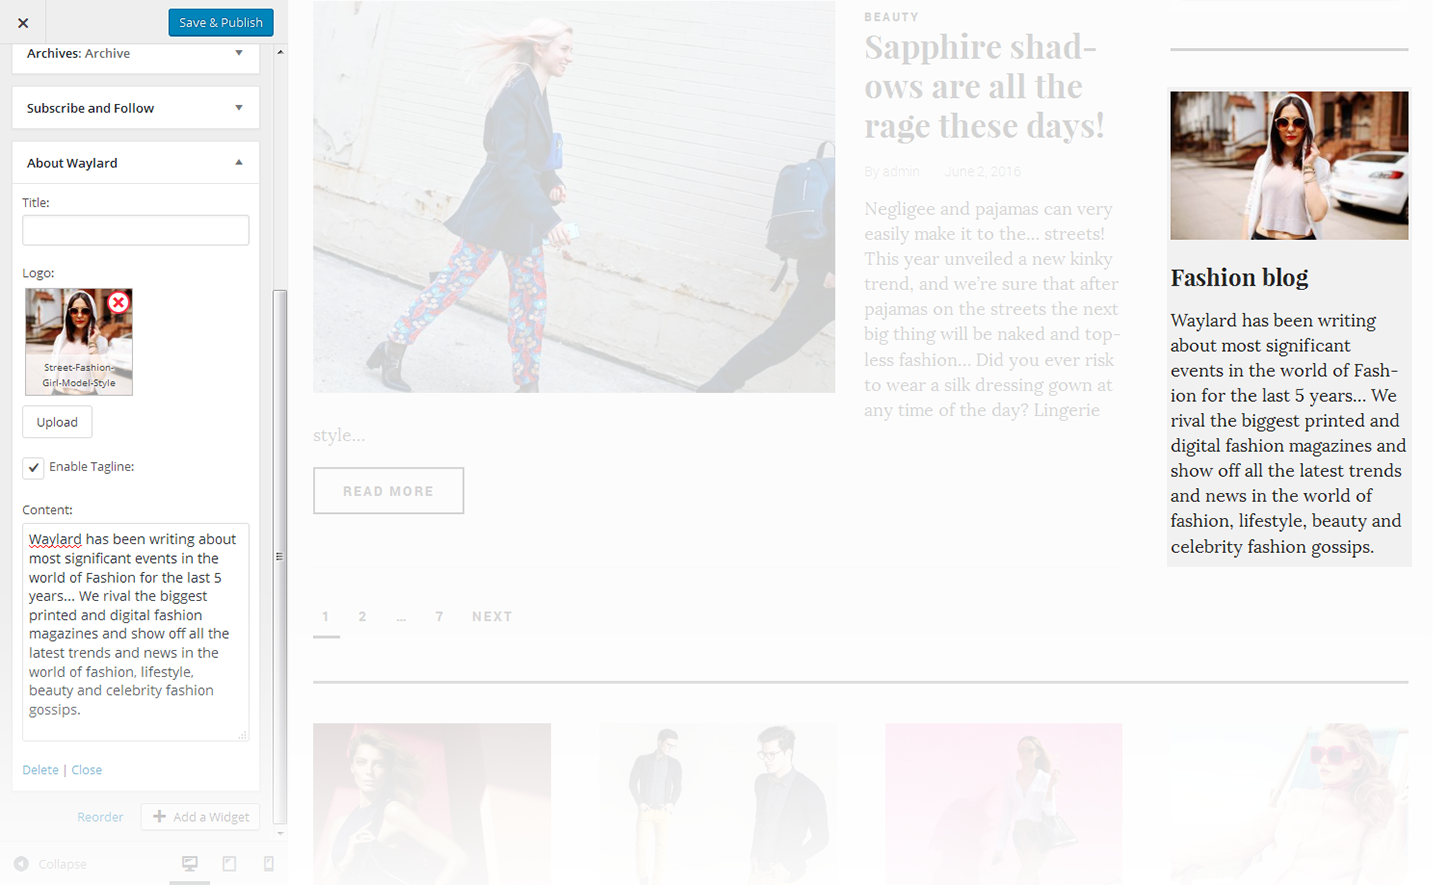 Save & Publish
Archives: Archive
Subscribe and Follow
About Waylard
Title:
Logo:
Street-Fashion-
Girl-Model-Style
Upload
Enable Tagline:
Content:
Waylard has been writing about
most significant events in the
world of Fashion for the last 5
years... We rival the biggest
printed and digital fashion
magazines and show off all the
latest trends and news in the
world of fashion, lifestyle,
beauty and celebrity fashion
gossips.
Delete | Close
Reorder
Add a Widget
Collapse
BEAUTY
Sapphire shad-
ows are all the
rage these days!
By admin June 2, 2016
Negligee and pajamas can very
easily make it to the... streets!
This year unveiled a new kinky
trend, and we're sure that after
pajamas on the streets the next
big thing will be naked and top-
less fashion... Did you ever risk
to wear a silk dressing gown at
any time of the day? Lingerie
style...
READ MORE
1 2 ... 7 NEXT
Fashion blog
Waylard has been writing
about most significant
events in the world of Fash-
ion for the last 5 years... We
rival the biggest printed and
digital fashion magazines and
show off all the latest trends
and news in the world of
fashion, lifestyle, beauty and
celebrity fashion gossips.